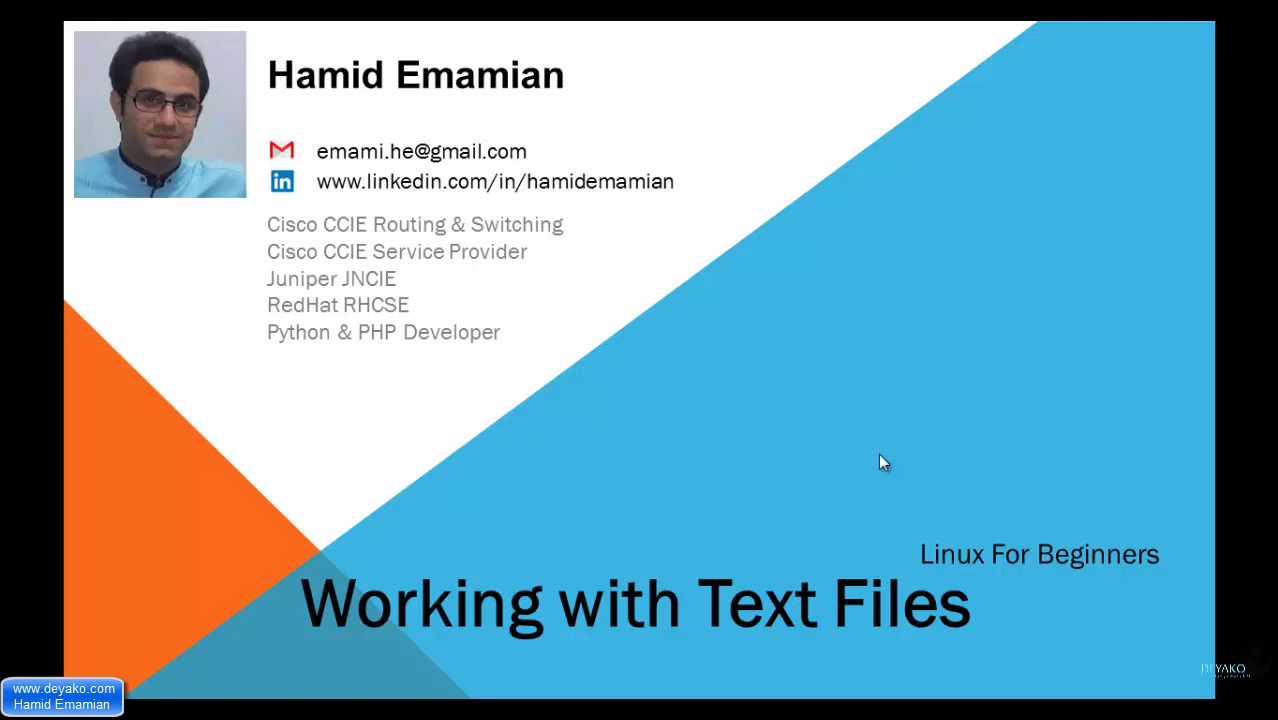 Hamid Emamian
emami.he@gmail.com
www.linkedin.com/in/hamidemamian
Cisco CCIE Routing & Switching
Cisco CCIE Service Provider
Juniper JNCIE
RedHat RHCSE
Python & PHP Developer
Linux For Beginners
Working with Text Files
www.deyako.com
Hamid Emamian
DEYAKO